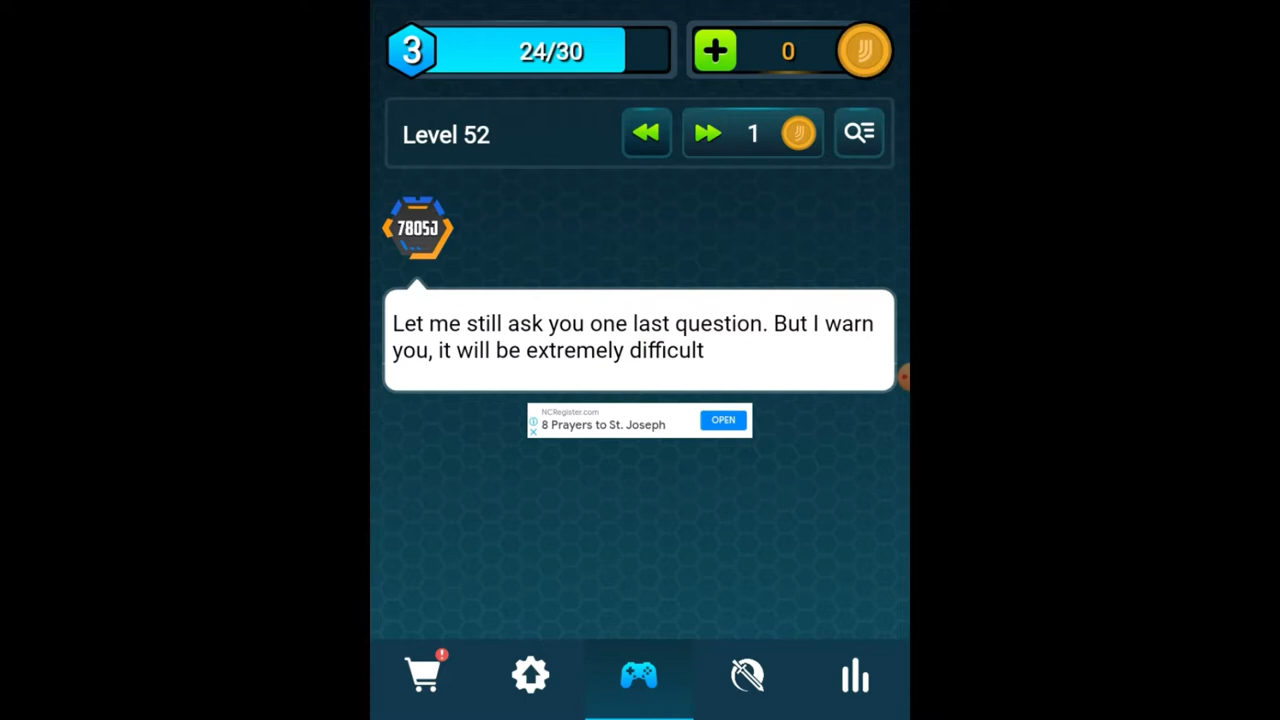 3
24/30
0
Level 52
1
7805J
Let me still ask you one last question. But I warn
you, it will be extremely difficult
NCRegister.com
8 Prayers to St. Joseph
OPEN